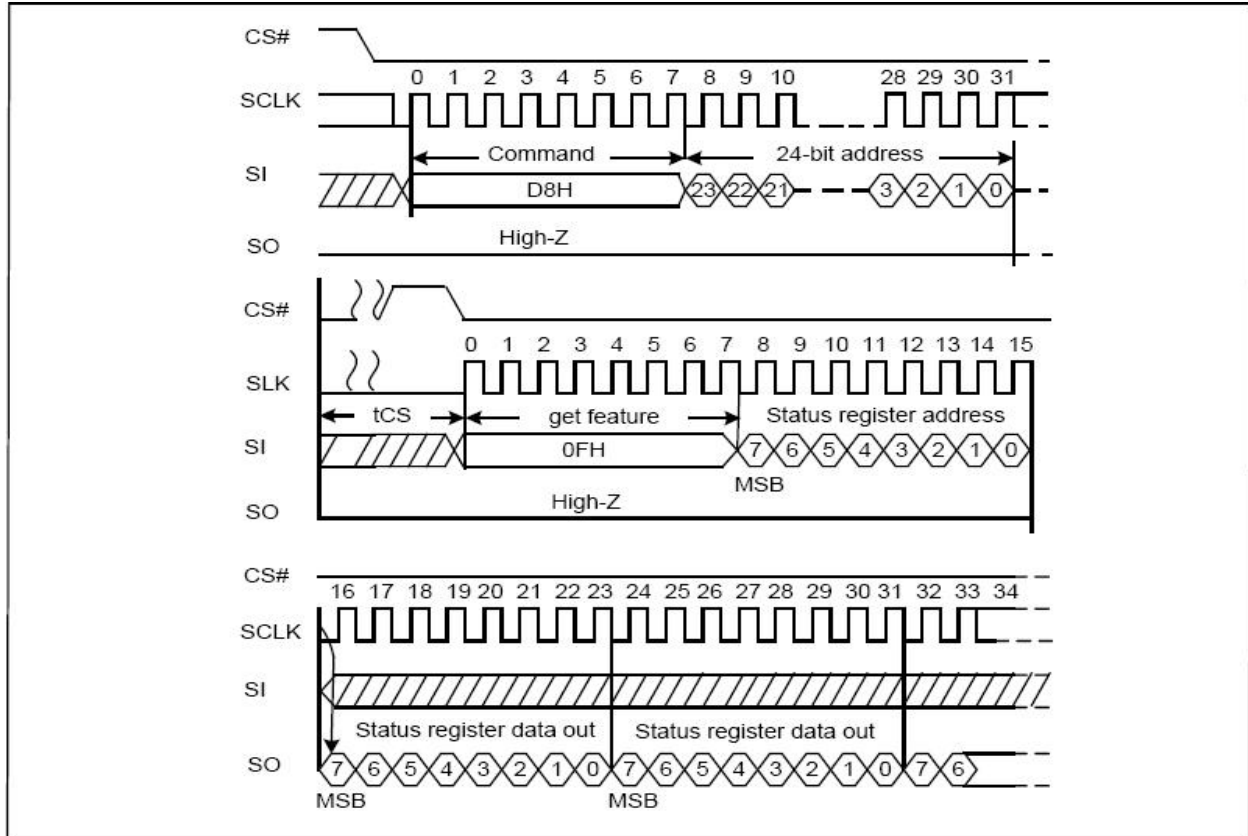 CS#
0 1 2 3 4 5 6 7 8 9 10 28 29 30 31
SCLK
Command 24-bit address
SI
D8H 23 22 21 3 2 1 0
High-Z
SO
CS#
0 1 2 3 4 5 6 7 8 9 10 11 12 13 14 15
SLK
tCS get feature Status register address
SI
0FH 7 6 5 4 3 2 1 0
MSB
High-Z
SO
CS#
16 17 18 19 20 21 22 23 24 25 26 27 28 29 30 31 32 33 34
SCLK
SI
Status register data out Status register data out
SO
7 6 5 4 3 2 1 0 7 6 5 4 3 2 1 0 7 6
MSB MSB